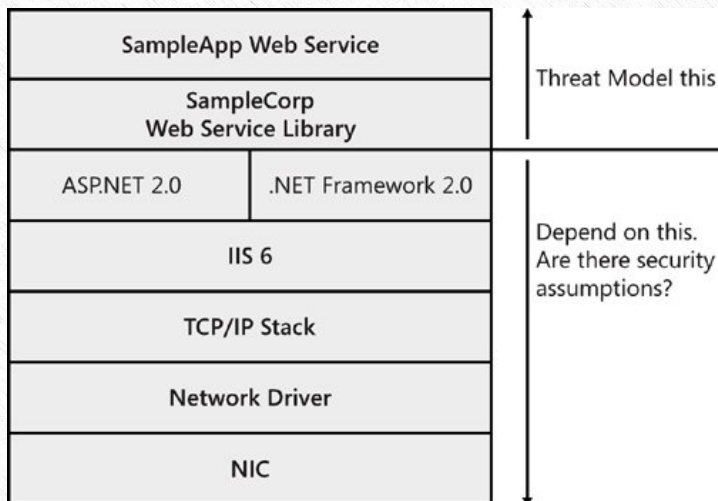 SampleApp Web Service
SampleCorp
Web Service Library
Threat Model this
ASP.NET 2.0
.NET Framework 2.0
IIS 6
Depend on this.
Are there security
assumptions?
TCP/IP Stack
Network Driver
NIC